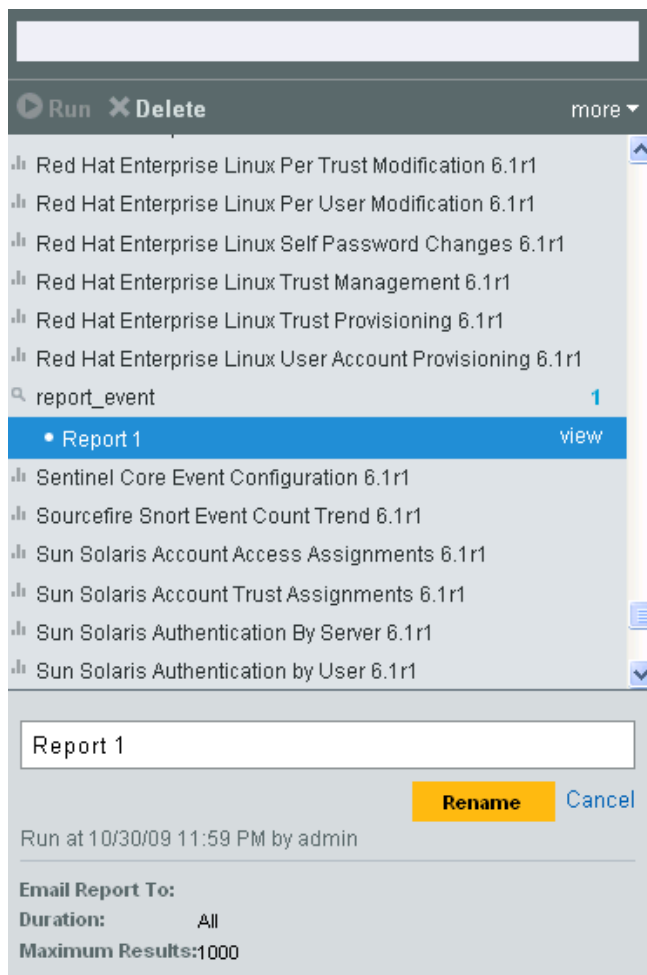 Run Delete more
Red Hat Enterprise Linux Per Trust Modification 6.1r1
Red Hat Enterprise Linux Per User Modification 6.1r1
Red Hat Enterprise Linux Self Password Changes 6.1r1
Red Hat Enterprise Linux Trust Management 6.1r1
Red Hat Enterprise Linux Trust Provisioning 6.1r1
Red Hat Enterprise Linux User Account Provisioning 6.1r1
report_event 1
• Report 1 view
Sentinel Core Event Configuration 6.1r1
Sourcefire Snort Event Count Trend 6.1r1
Sun Solaris Account Access Assignments 6.1r1
Sun Solaris Account Trust Assignments 6.1r1
Sun Solaris Authentication By Server 6.1r1
Sun Solaris Authentication by User 6.1r1
Report 1
Rename Cancel
Run at 10/30/09 11:59 PM by admin
Email Report To:
Duration: All
Maximum Results:1000